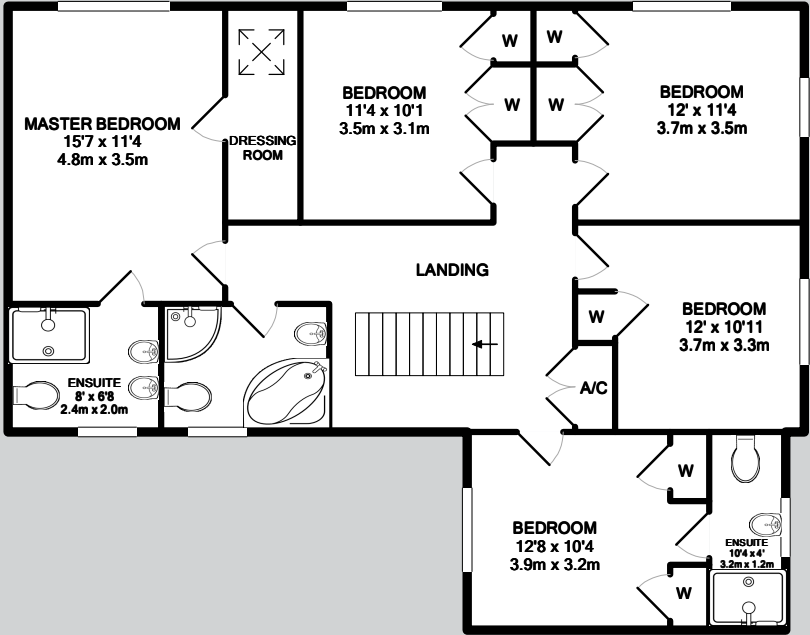 MASTER BEDROOM
15'7 x 11'4
4.8m x 3.5m
DRESSING
ROOM
BEDROOM
11'4 x 10'1
3.5m x 3.1m
W
W
W
W
BEDROOM
12' x 11'4
3.7m x 3.5m
LANDING
BEDROOM
12' x 10'11
3.7m x 3.3m
W
A/C
ENSUITE
8' x 6'8
2.4m x 2.0m
BEDROOM
12'8 x 10'4
3.9m x 3.2m
W
W
ENSUITE
10'4 x 4'
3.2m x 1.2m